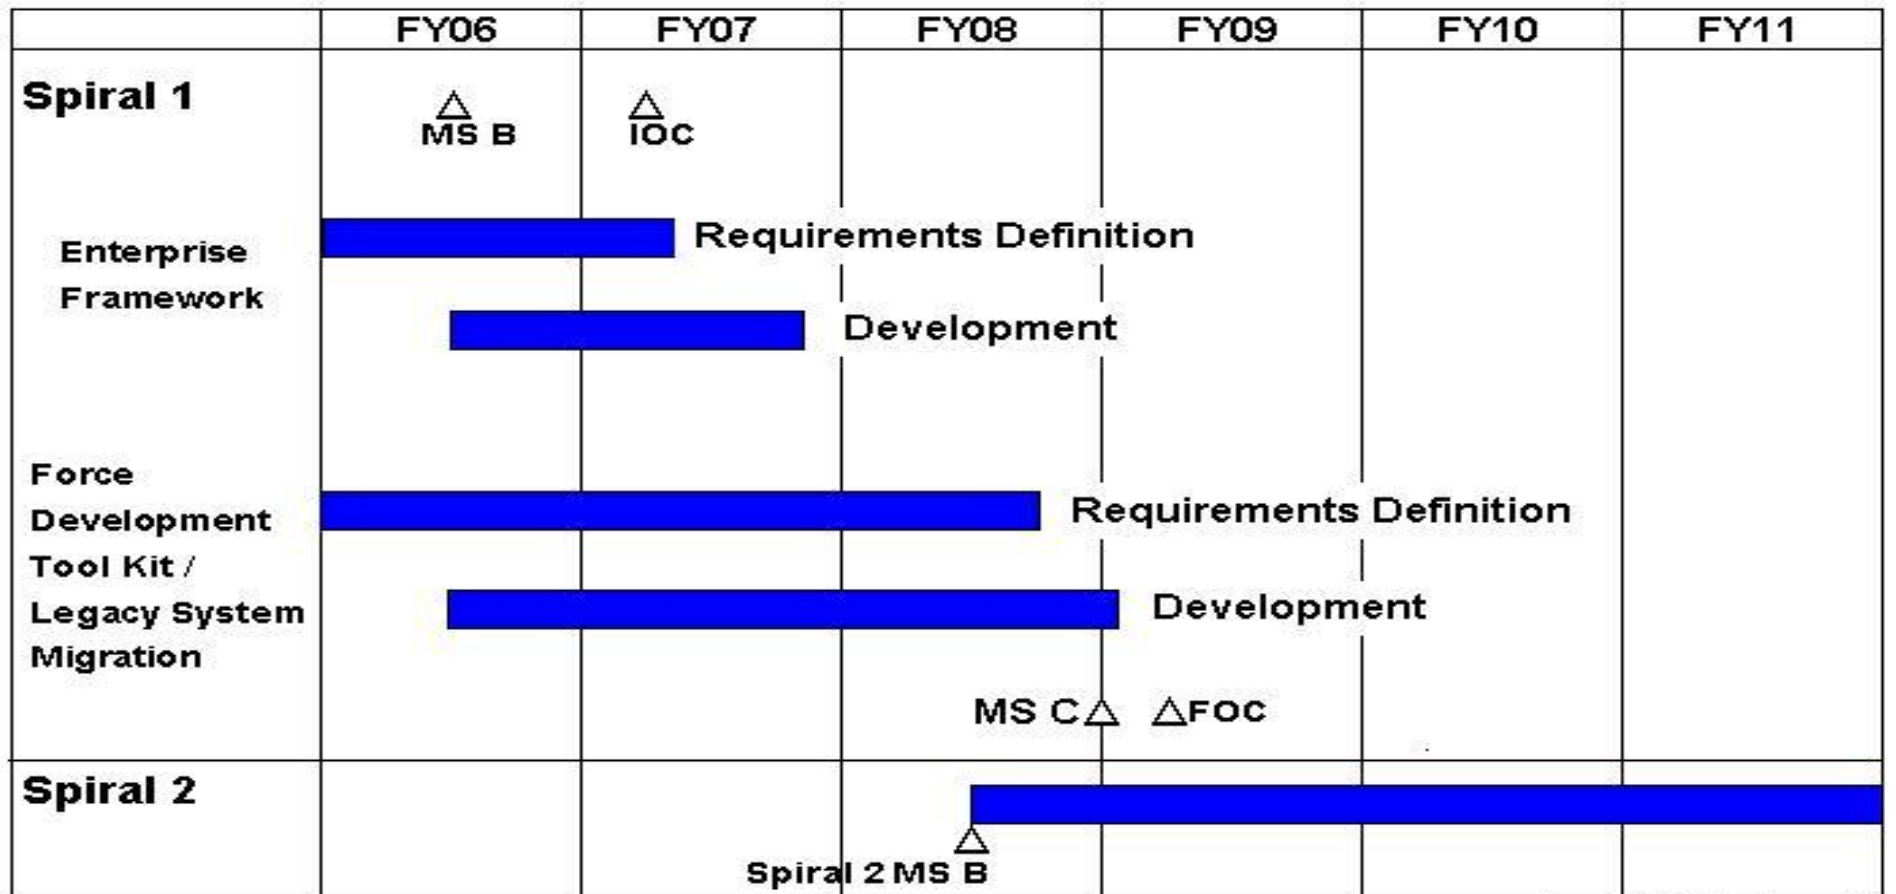 FY06 FY07 FY08 FY09 FY10 FY11
Spiral 1
MS B IOC
Enterprise
Framework
Requirements Definition
Development
Force
Development
Tool Kit /
Legacy System
Migration
Requirements Definition
Development
MS C FOC
Spiral 2
Spiral 2 MS B